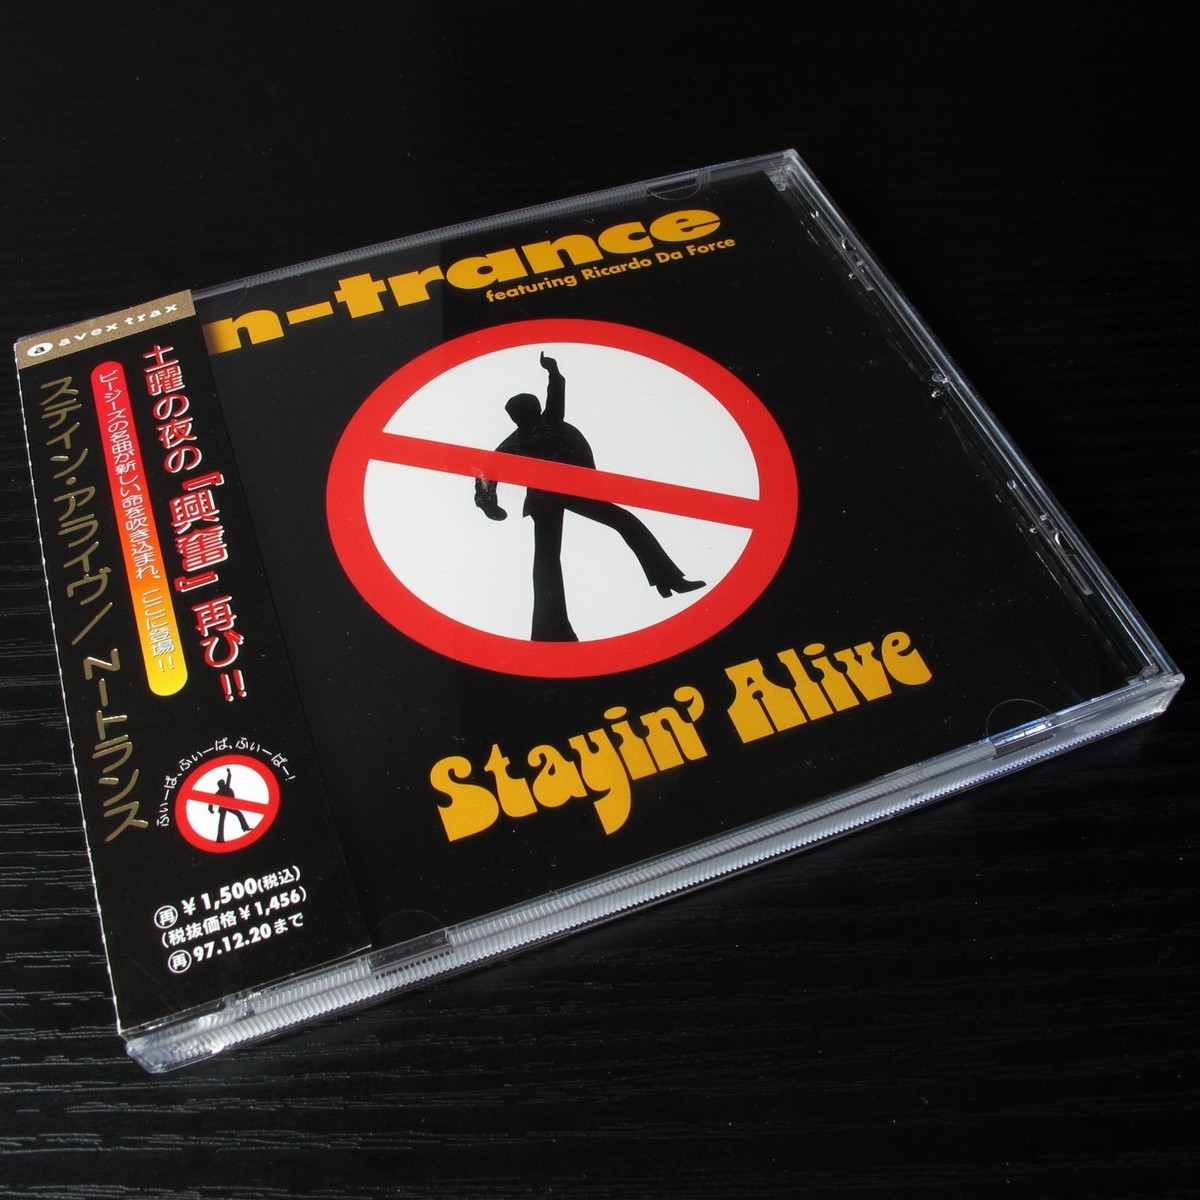 n-trance
featuring Ricardo Da Force
Stayin' Alive
a avex trax
土曜の夜の『興奮』再び!!
ビージーズの名曲が新しい命を吹き込まれ、ここに登場!!
ステイン・アライヴ/N-トランス
ふぃーば、ふぃーば、ふぃーばー!
再 ¥1,500(税込)
(税抜価格¥1,456)
再 97.12.20まで